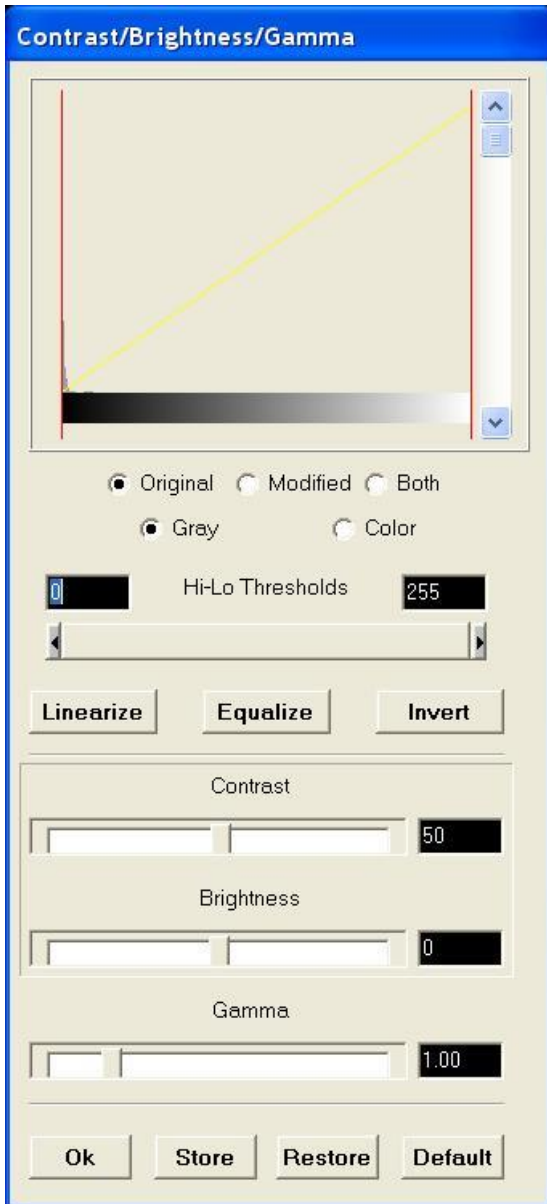 Contrast/Brightness/Gamma
Original Modified Both
Gray Color
0 Hi-Lo Thresholds 255
Linearize Equalize Invert
Contrast
50
Brightness
0
Gamma
1.00
Ok Store Restore Default